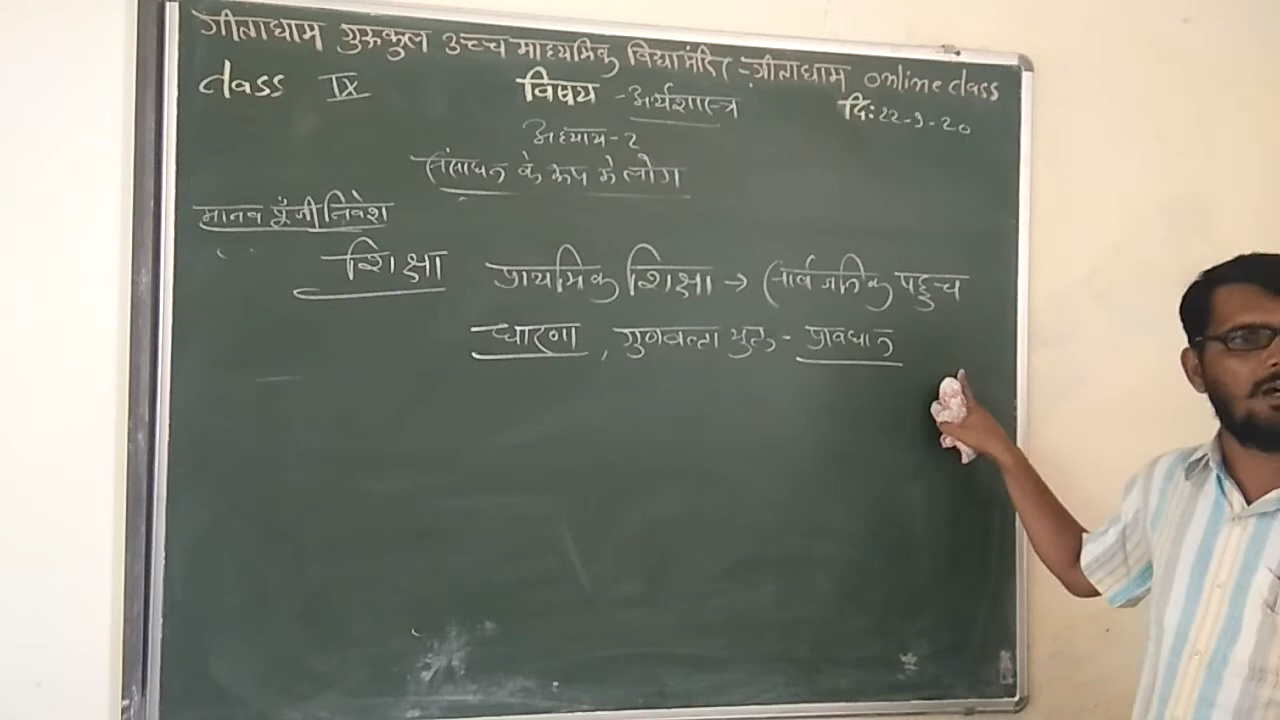 गीताधाम गुरुकुल उच्च माध्यमिक विद्यामंदिर - गीताधाम online class
class IX विषय - अर्थशास्त्र दि: 22-9-20
अध्याय - 2
संसाधन के रूप मे लोग
मानव पूँजी निवेश
शिक्षा प्राथमिक शिक्षा → सार्वजनिक पहुच
धारणा, गुणवत्ता युक्त - प्रावधान